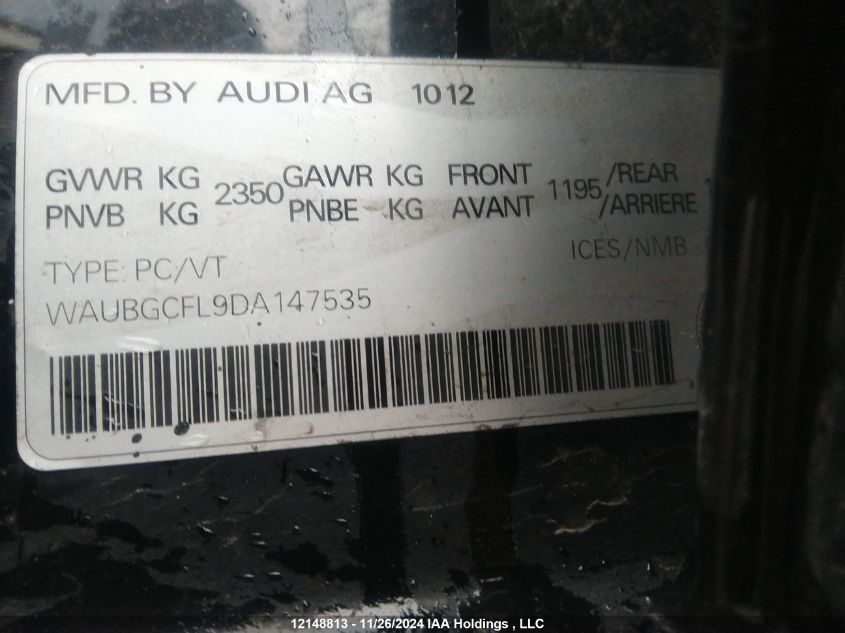 MFD. BY AUDI AG 1012
GVWR KG 2350 GAWR KG FRONT 1195 /REAR
PNVB KG PNBE KG AVANT /ARRIERE
TYPE: PC/VT ICES/NMB -
WAUBGCFL9DA147535
12148813 - 11/26/2024 IAA Holdings , LLC